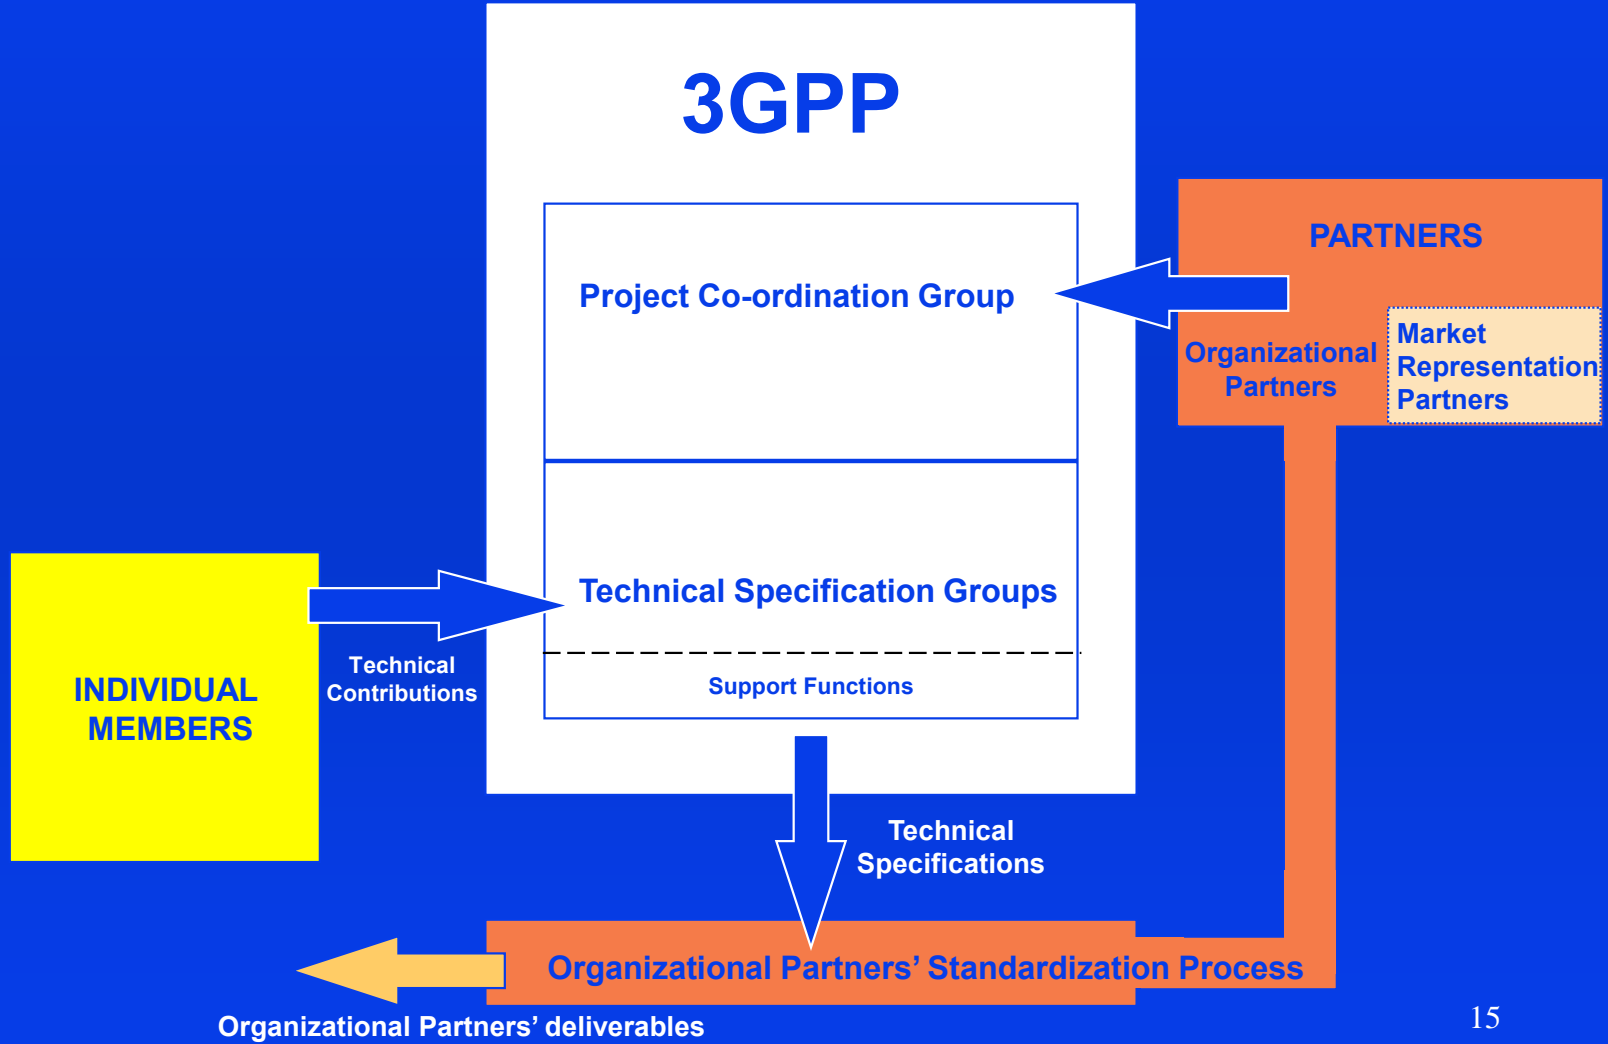 3GPP
Project Co-ordination Group
PARTNERS
Organizational
Partners
Market
Representation
Partners
Technical Specification Groups
Support Functions
INDIVIDUAL
MEMBERS
Technical
Contributions
Technical
Specifications
Organizational Partners’ Standardization Process
Organizational Partners’ deliverables
15